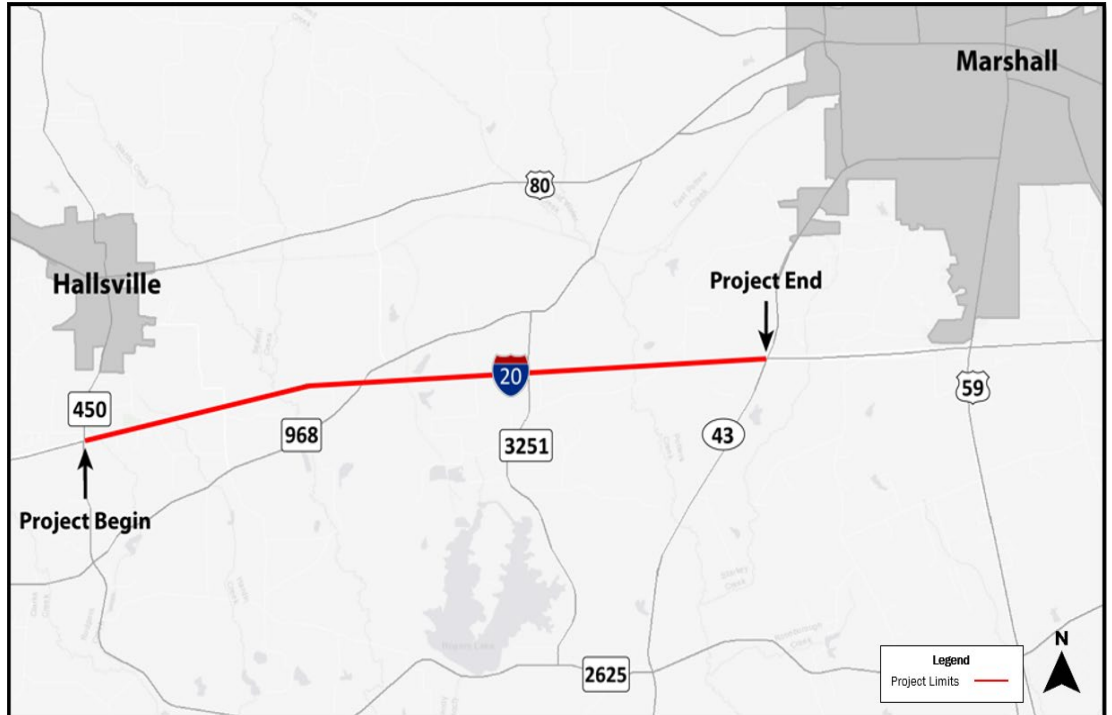 Marshall
80
Hallsville
Project End
20
450
59
968
3251
43
Project Begin
N
Legend
Project Limits
2625